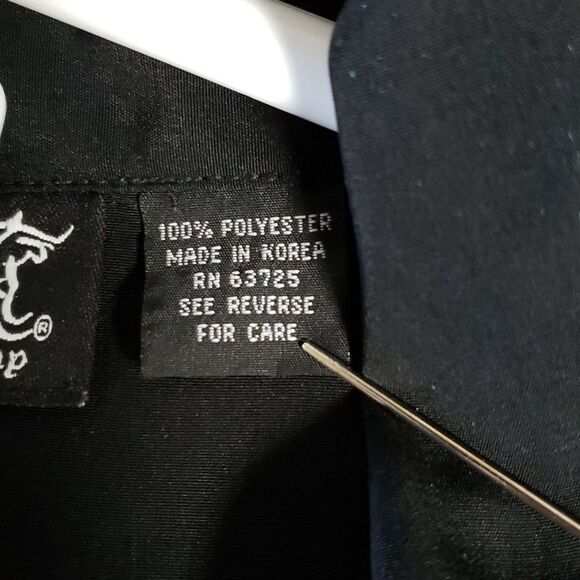 100% POLYESTER
MADE IN KOREA
RN 63725
SEE REVERSE
FOR CARE
®